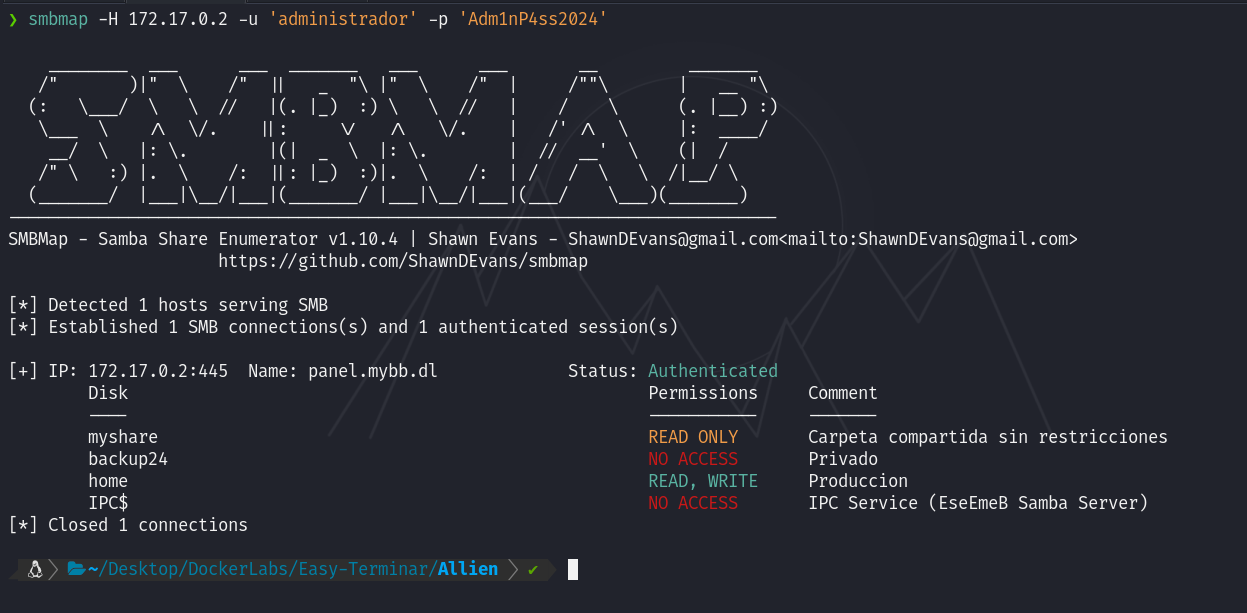 ❯ smbmap -H 172.17.0.2 -u 'administrador' -p 'Adm1nP4ss2024'
SMBMAP
SMBMap - Samba Share Enumerator v1.10.4 | Shawn Evans - ShawnDEvans@gmail.com<mailto:ShawnDEvans@gmail.com>
https://github.com/ShawnDEvans/smbmap
[*] Detected 1 hosts serving SMB
[*] Established 1 SMB connections(s) and 1 authenticated session(s)
[+] IP: 172.17.0.2:445 Name: panel.mybb.dl Status: Authenticated
Disk Permissions Comment
---- ----------- -------
myshare READ ONLY Carpeta compartida sin restricciones
backup24 NO ACCESS Privado
home READ, WRITE Produccion
IPC$ NO ACCESS IPC Service (EseEmeB Samba Server)
[*] Closed 1 connections
~/Desktop/DockerLabs/Easy-Terminar/Allien ✔